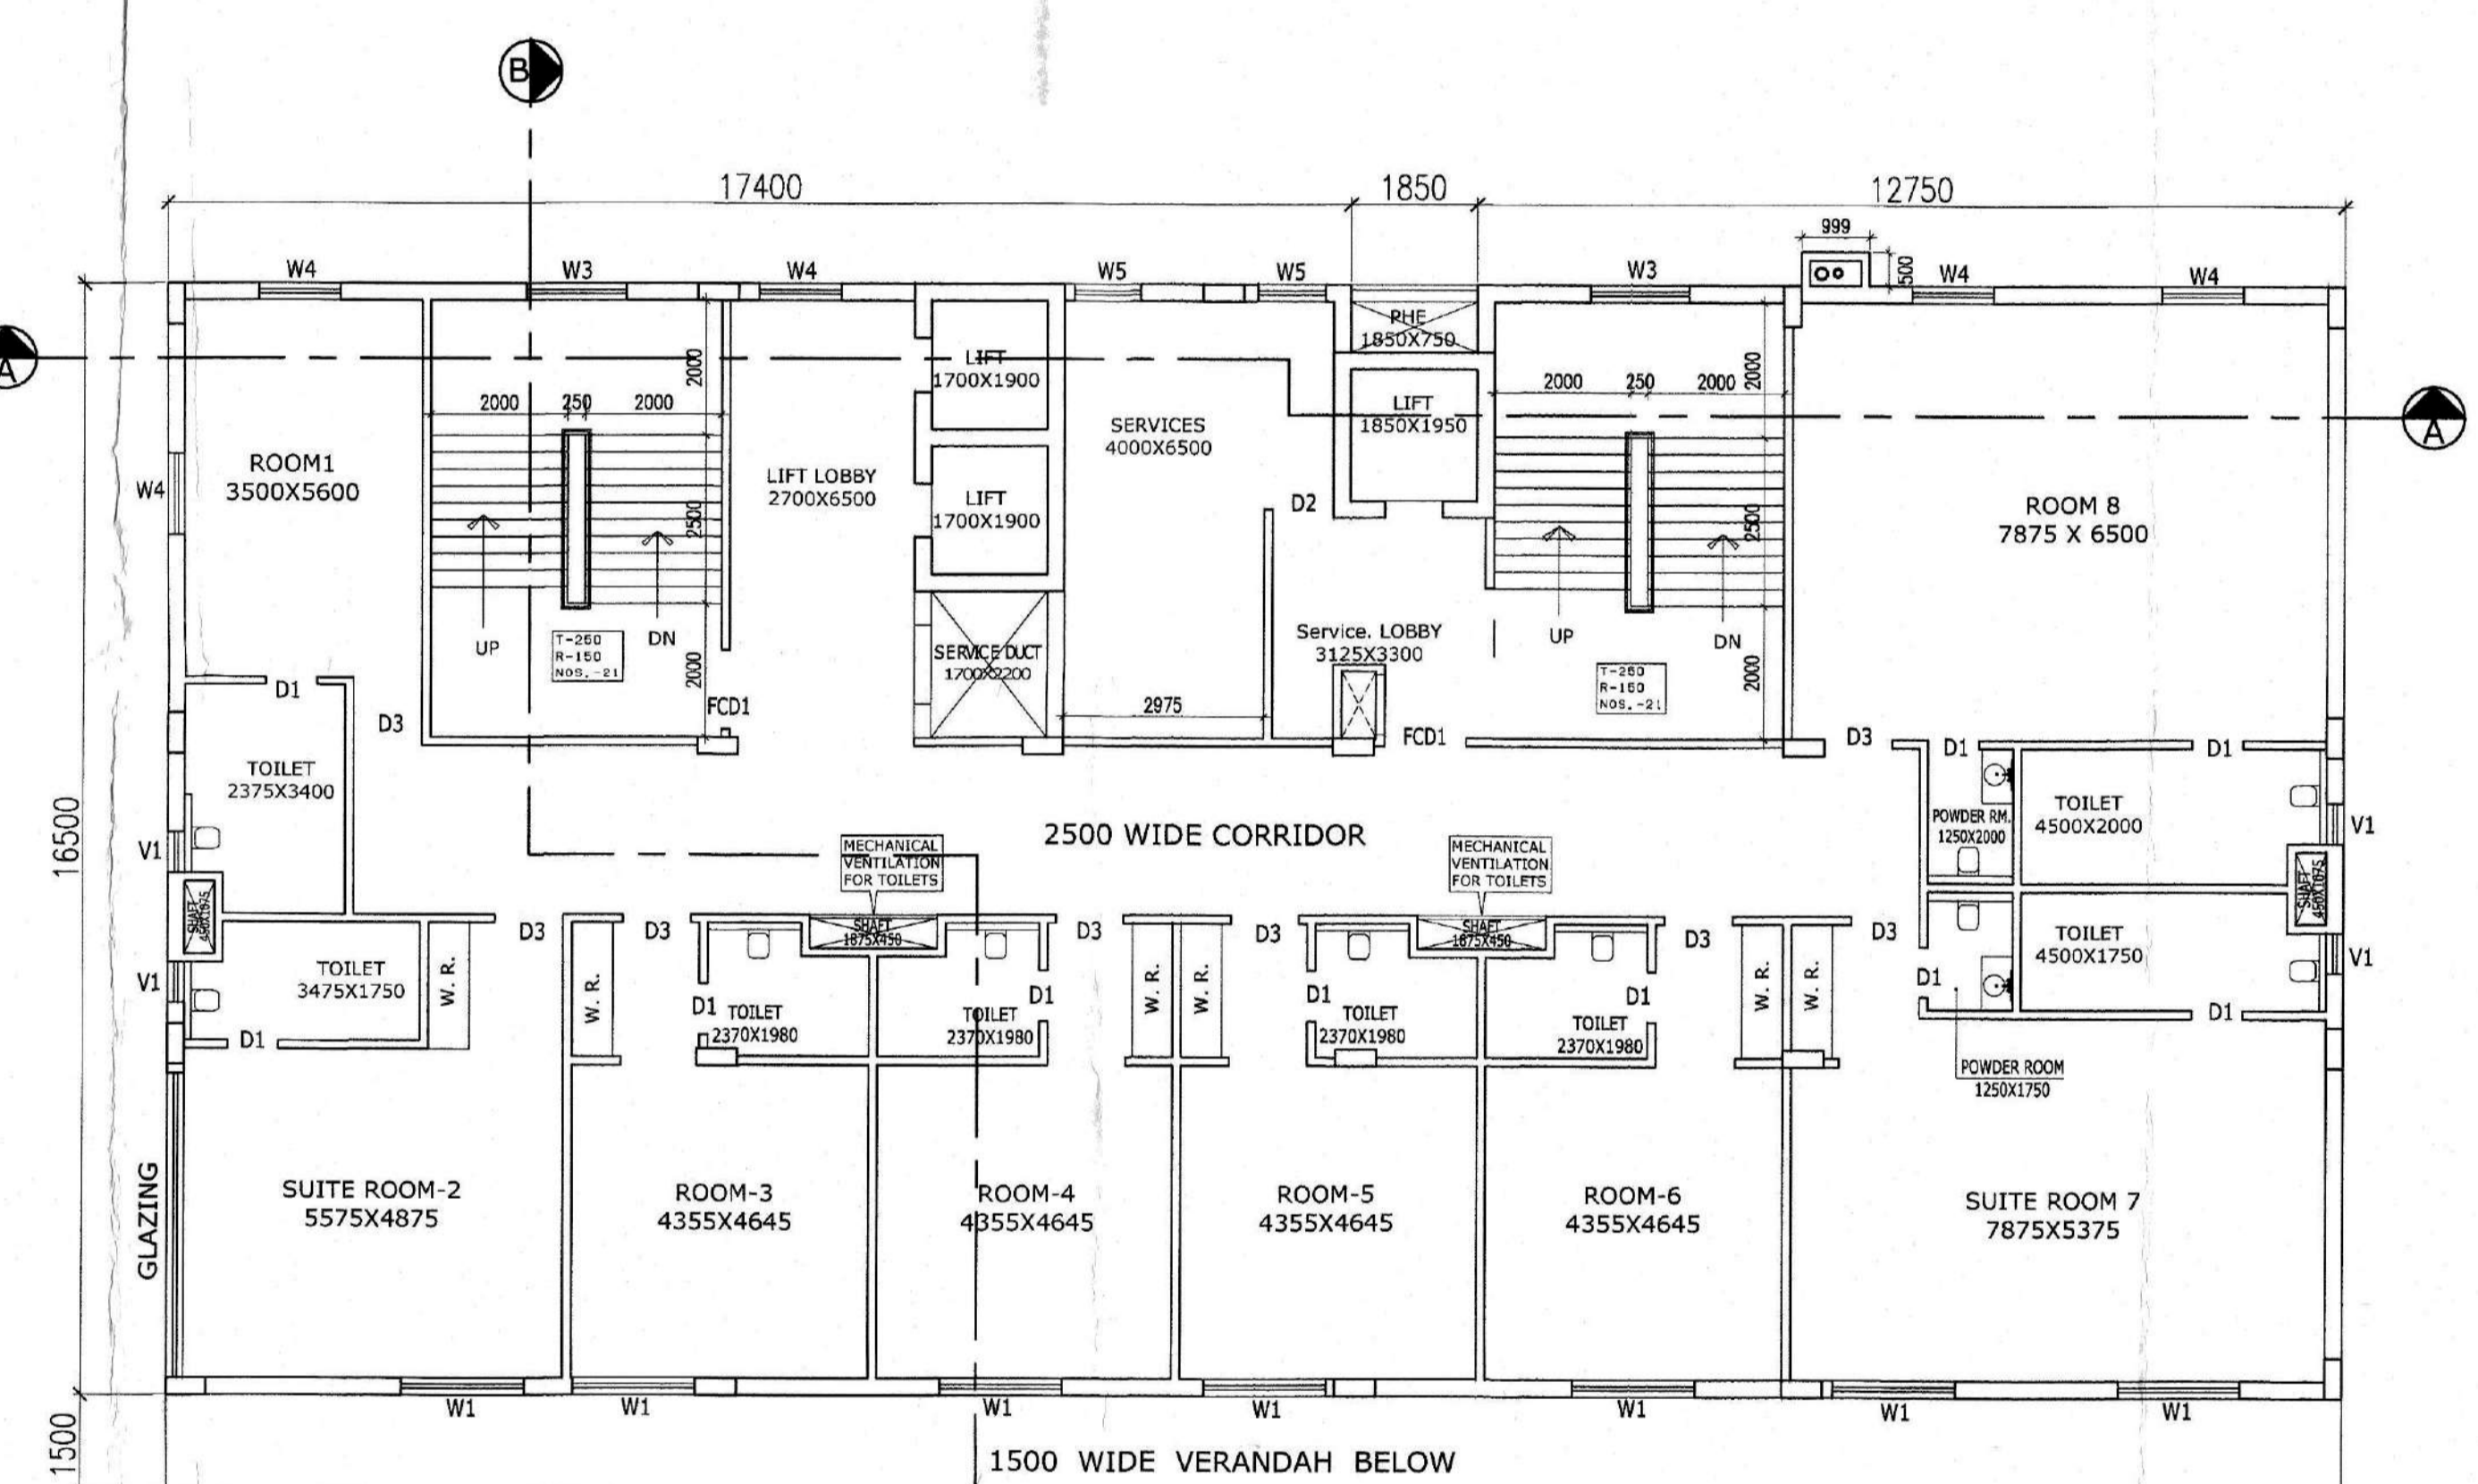 B
17400
1850
12750
999
500
W4
W3
W4
W5
W5
W3
W4
W4
A
PHE
1850X750
LIFT
1700X1900
2000
2000
250
2000
LIFT
1850X1950
2000
250
2000
2000
A
SERVICES
4000X6500
ROOM1
3500X5600
W4
LIFT LOBBY
2700X6500
LIFT
1700X1900
D2
2500
2500
ROOM 8
7875 X 6500
UP
T-250
R-150
NOS.-21
DN
2000
SERVICE DUCT
1700X2200
Service. LOBBY
3125X3300
UP
T-250
R-150
NOS.-21
DN
2000
D1
D3
FCD1
2975
FCD1
D3
D1
D1
TOILET
2375X3400
16500
2500 WIDE CORRIDOR
MECHANICAL
VENTILATION
FOR TOILETS
MECHANICAL
VENTILATION
FOR TOILETS
POWDER RM.
1250X2000
TOILET
4500X2000
V1
V1
SHAFT
450X1875
SHAFT
450X1875
D3
D3
SHAFT
1875X450
D3
D3
SHAFT
1875X450
D3
D3
TOILET
4500X1750
V1
V1
TOILET
3475X1750
W. R.
W. R.
D1
TOILET
2370X1980
TOILET
2370X1980
D1
W. R.
W. R.
D1
TOILET
2370X1980
TOILET
2370X1980
D1
W. R.
W. R.
D1
D1
D1
POWDER ROOM
1250X1750
GLAZING
SUITE ROOM-2
5575X4875
ROOM-3
4355X4645
ROOM-4
4355X4645
ROOM-5
4355X4645
ROOM-6
4355X4645
SUITE ROOM 7
7875X5375
W1
W1
W1
W1
W1
W1
W1
1500
1500 WIDE VERANDAH BELOW